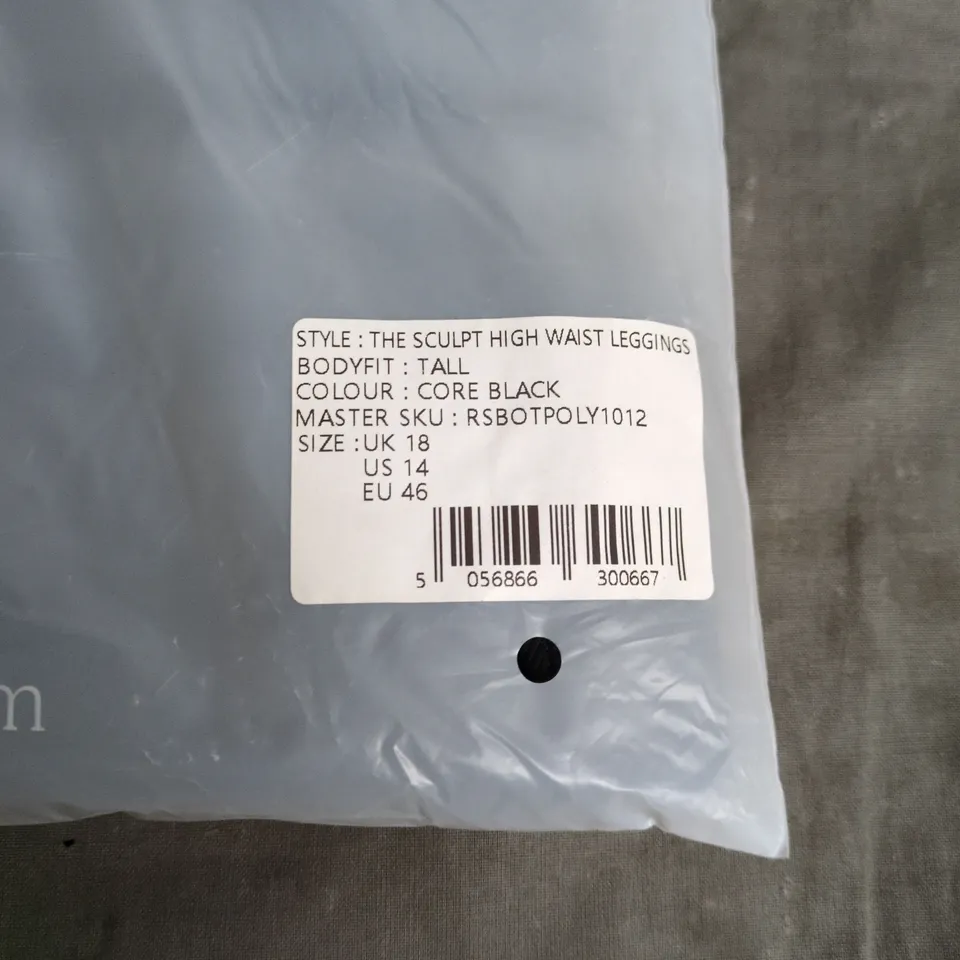 STYLE : THE SCULPT HIGH WAIST LEGGINGS
BODYFIT : TALL
COLOUR : CORE BLACK
MASTER SKU : RSBOTPOLY1012
SIZE : UK 18
US 14
EU 46
5 056866 300667
m